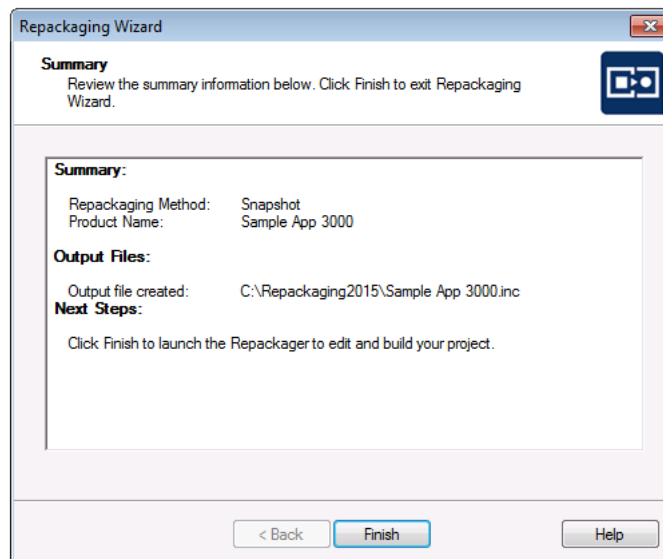 Repackaging Wizard
Summary
Review the summary information below. Click Finish to exit Repackaging
Wizard.
Summary:
Repackaging Method: Snapshot
Product Name: Sample App 3000
Output Files:
Output file created: C:\Repackaging2015\Sample App 3000.inc
Next Steps:
Click Finish to launch the Repackager to edit and build your project.
< Back Finish Help